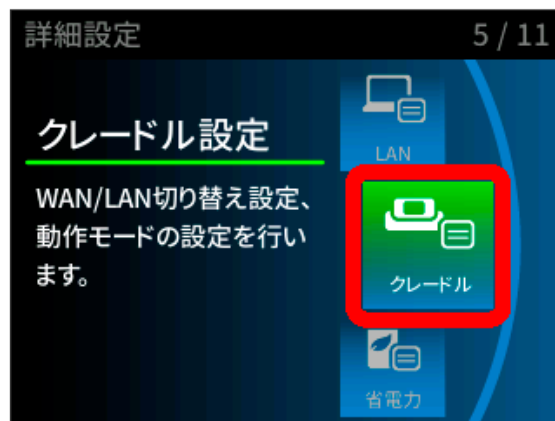 詳細設定
5 / 11
クレードル設定
WAN/LAN切り替え設定、
動作モードの設定を行い
ます。
LAN
クレードル
省電力